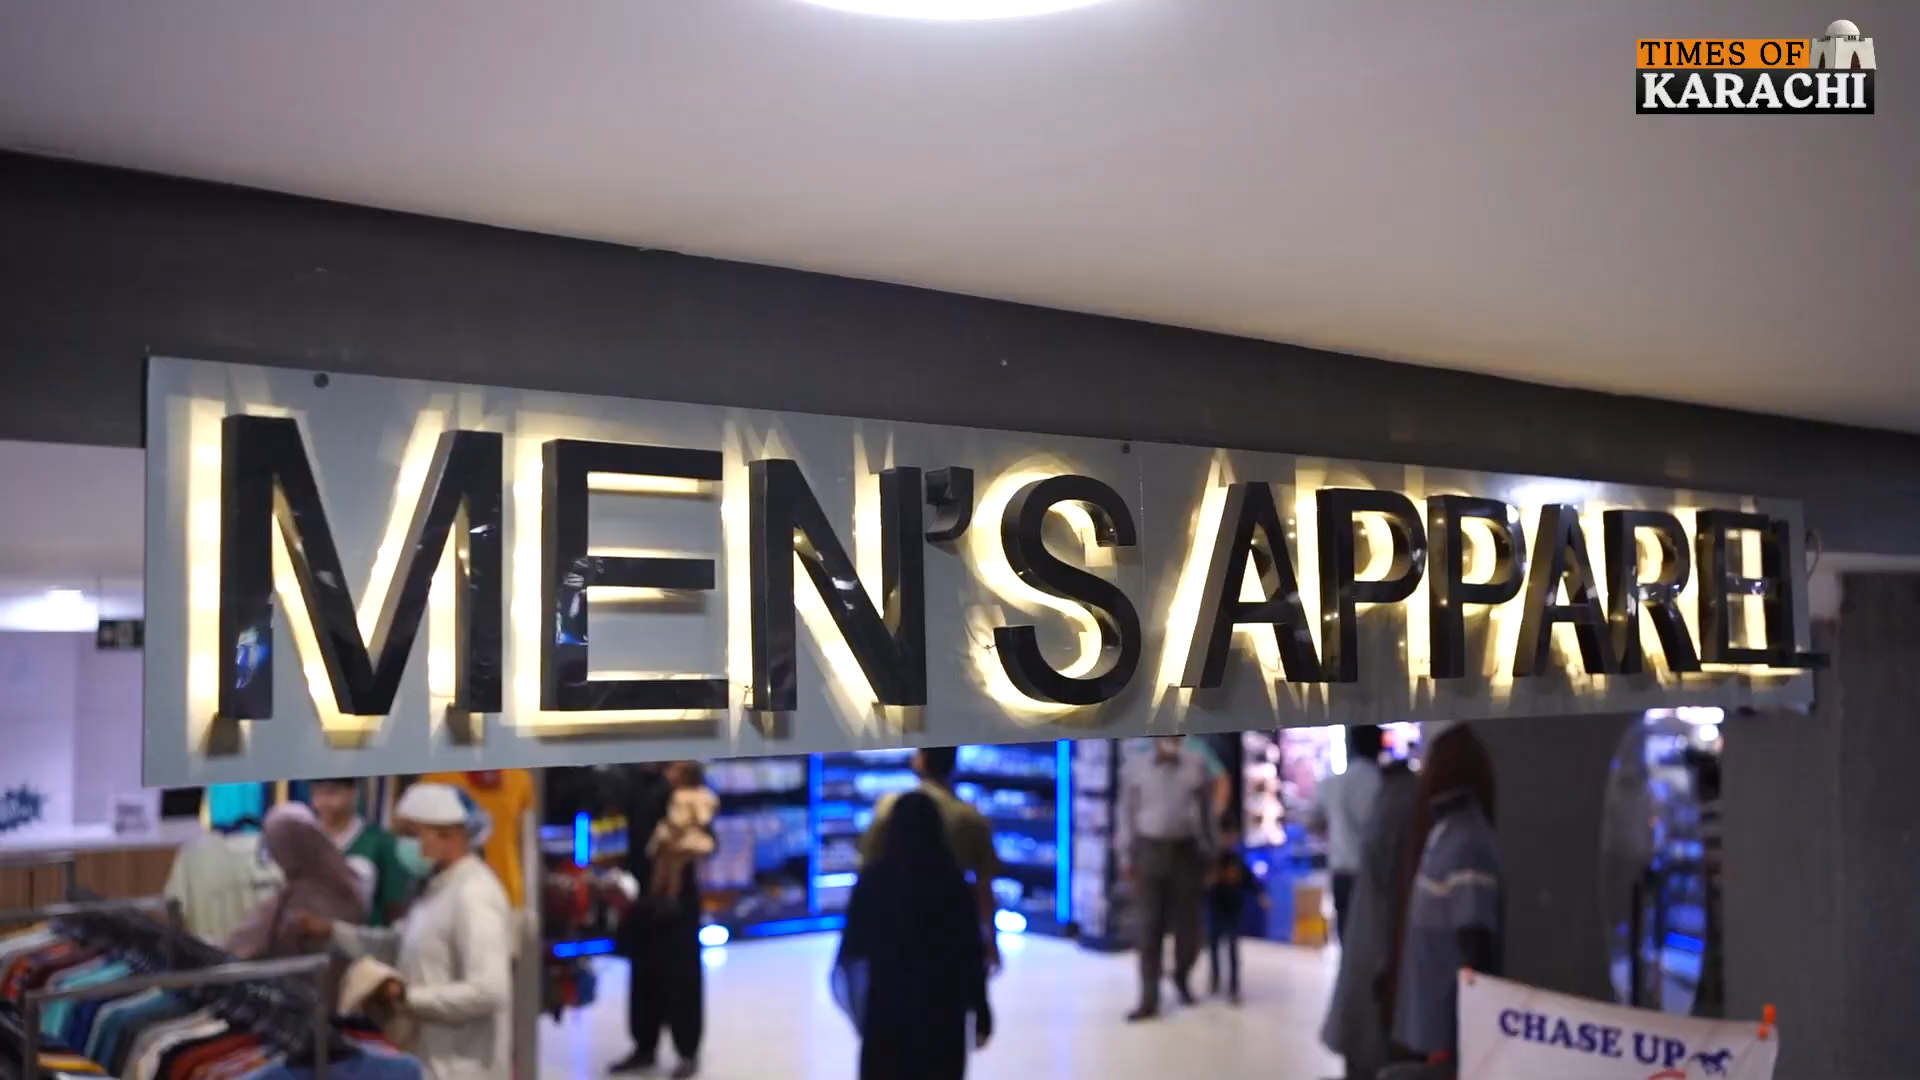 TIMES OF
KARACHI
MEN'S APPAREL
CHASE UP